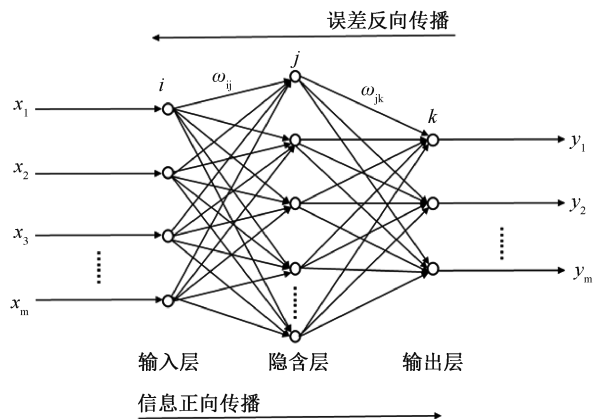 误差反向传播
i
ω_ij
j
ω_jk
k
x_1
x_2
x_3
x_m
y_1
y_2
y_m
输入层 隐含层 输出层
信息正向传播